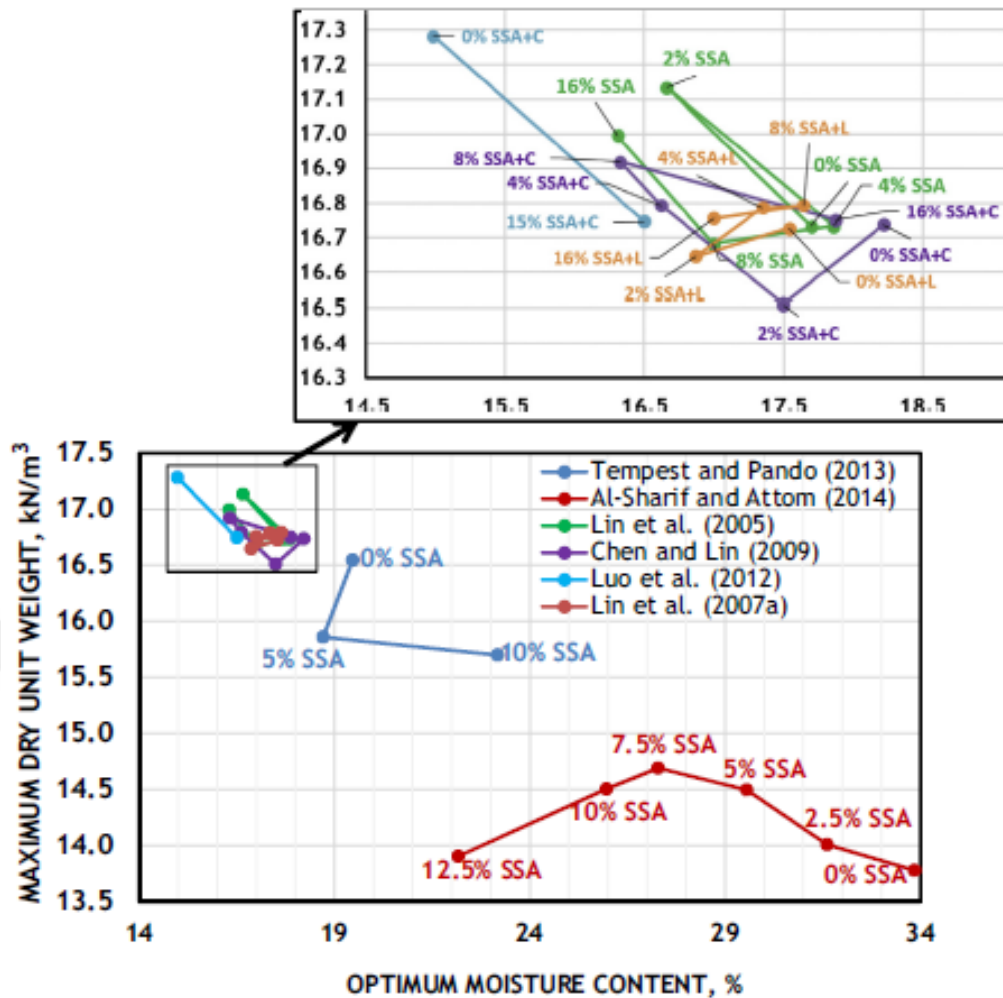 17.3
17.2
17.1
17.0
16.9
16.8
16.7
16.6
16.5
16.4
16.3
0% SSA+C
2% SSA
16% SSA
8% SSA+L
8% SSA+C
4% SSA+L
0% SSA
4% SSA+C
4% SSA
15% SSA+C
16% SSA+C
16% SSA+L
8% SSA
0% SSA+C
2% SSA+L
0% SSA+L
2% SSA+C
14.5
15.5
16.5
17.5
18.5
MAXIMUM DRY UNIT WEIGHT, kN/m³
17.5
17.0
16.5
16.0
15.5
15.0
14.5
14.0
13.5
Tempest and Pando (2013)
Al-Sharif and Attom (2014)
Lin et al. (2005)
Chen and Lin (2009)
Luo et al. (2012)
Lin et al. (2007a)
0% SSA
5% SSA
10% SSA
7.5% SSA
5% SSA
10% SSA
2.5% SSA
12.5% SSA
0% SSA
14
19
24
29
34
OPTIMUM MOISTURE CONTENT, %